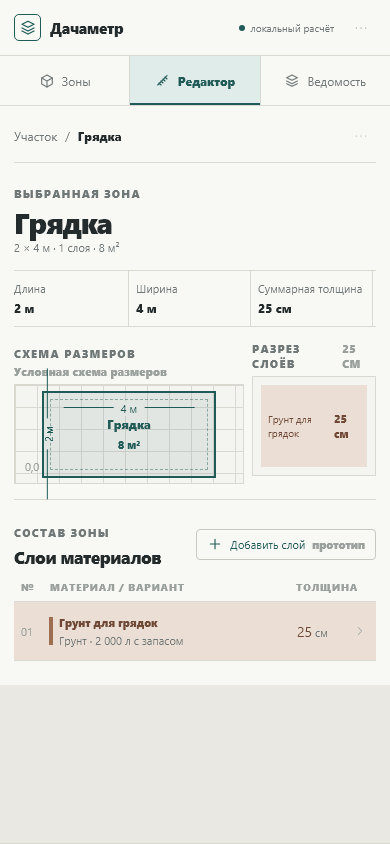 Дачаметр
локальный расчёт
Зоны
Редактор
Ведомость
Участок / Грядка
ВЫБРАННАЯ ЗОНА
Грядка
2 × 4 м · 1 слоя · 8 м²
Длина
2 м
Ширина
4 м
Суммарная толщина
25 см
СХЕМА РАЗМЕРОВ
Условная схема размеров
4 м
2 м
Грядка
8 м²
0,0
РАЗРЕЗ СЛОЁВ
25 СМ
Грунт для грядок
25 см
СОСТАВ ЗОНЫ
Слои материалов
Добавить слой прототип
№ МАТЕРИАЛ / ВАРИАНТ ТОЛЩИНА
01
Грунт для грядок
Грунт · 2 000 л с запасом
25 см